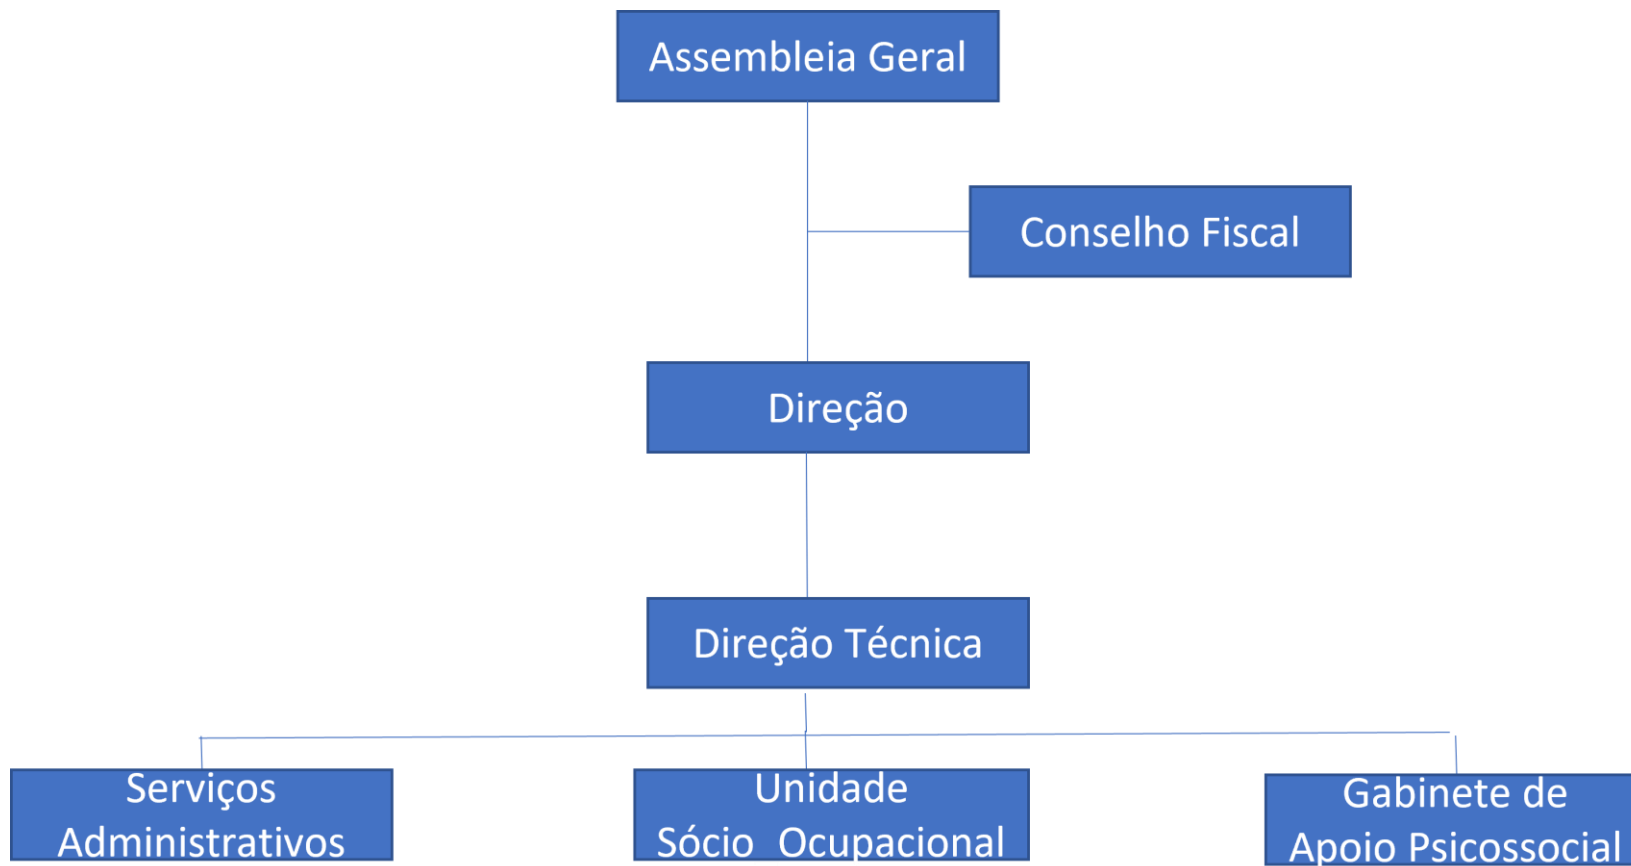 Assembleia Geral
Conselho Fiscal
Direção
Direção Técnica
Serviços
Administrativos
Unidade
Sócio  Ocupacional
Gabinete de
Apoio Psicossocial